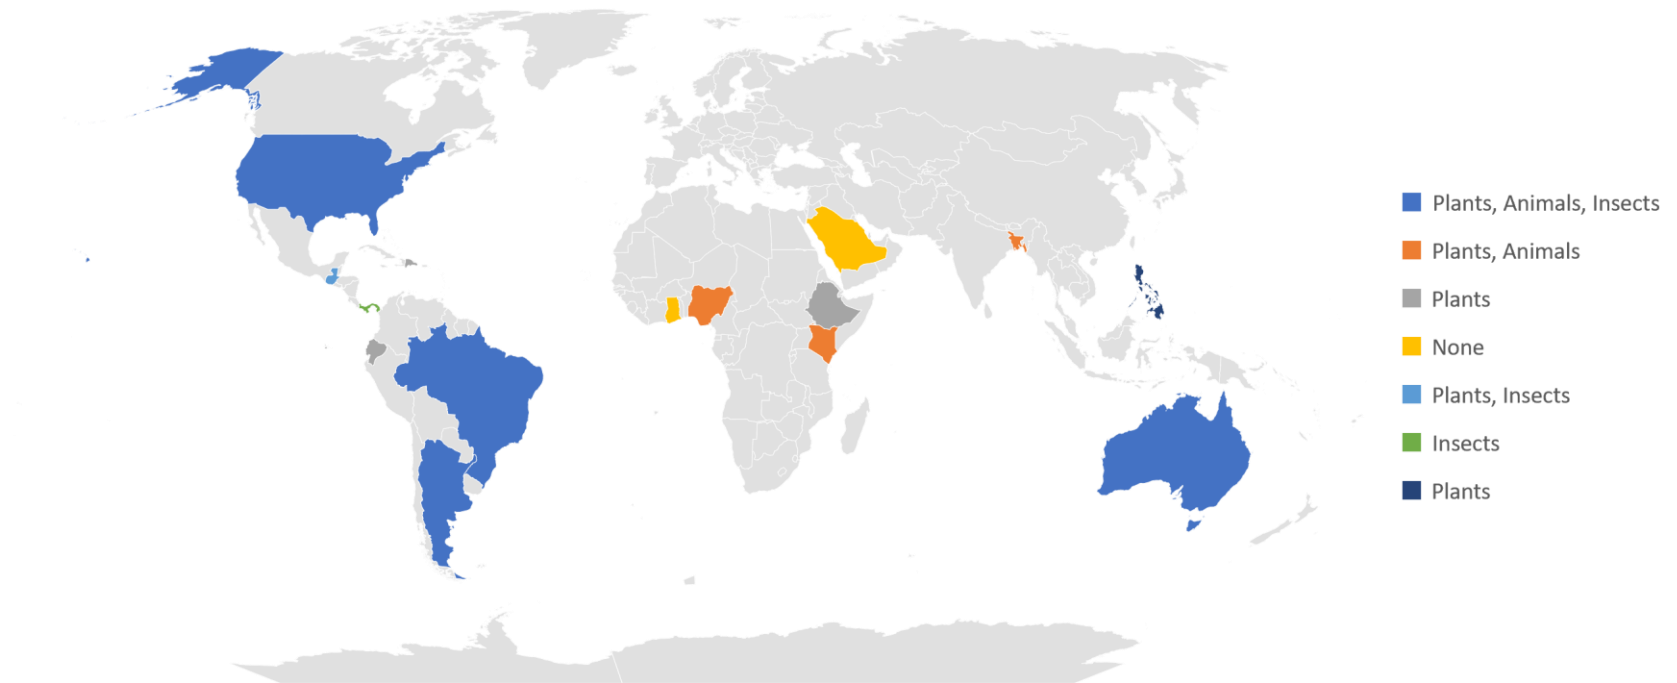 Plants, Animals, Insects
Plants, Animals
Plants
None
Plants, Insects
Insects
Plants